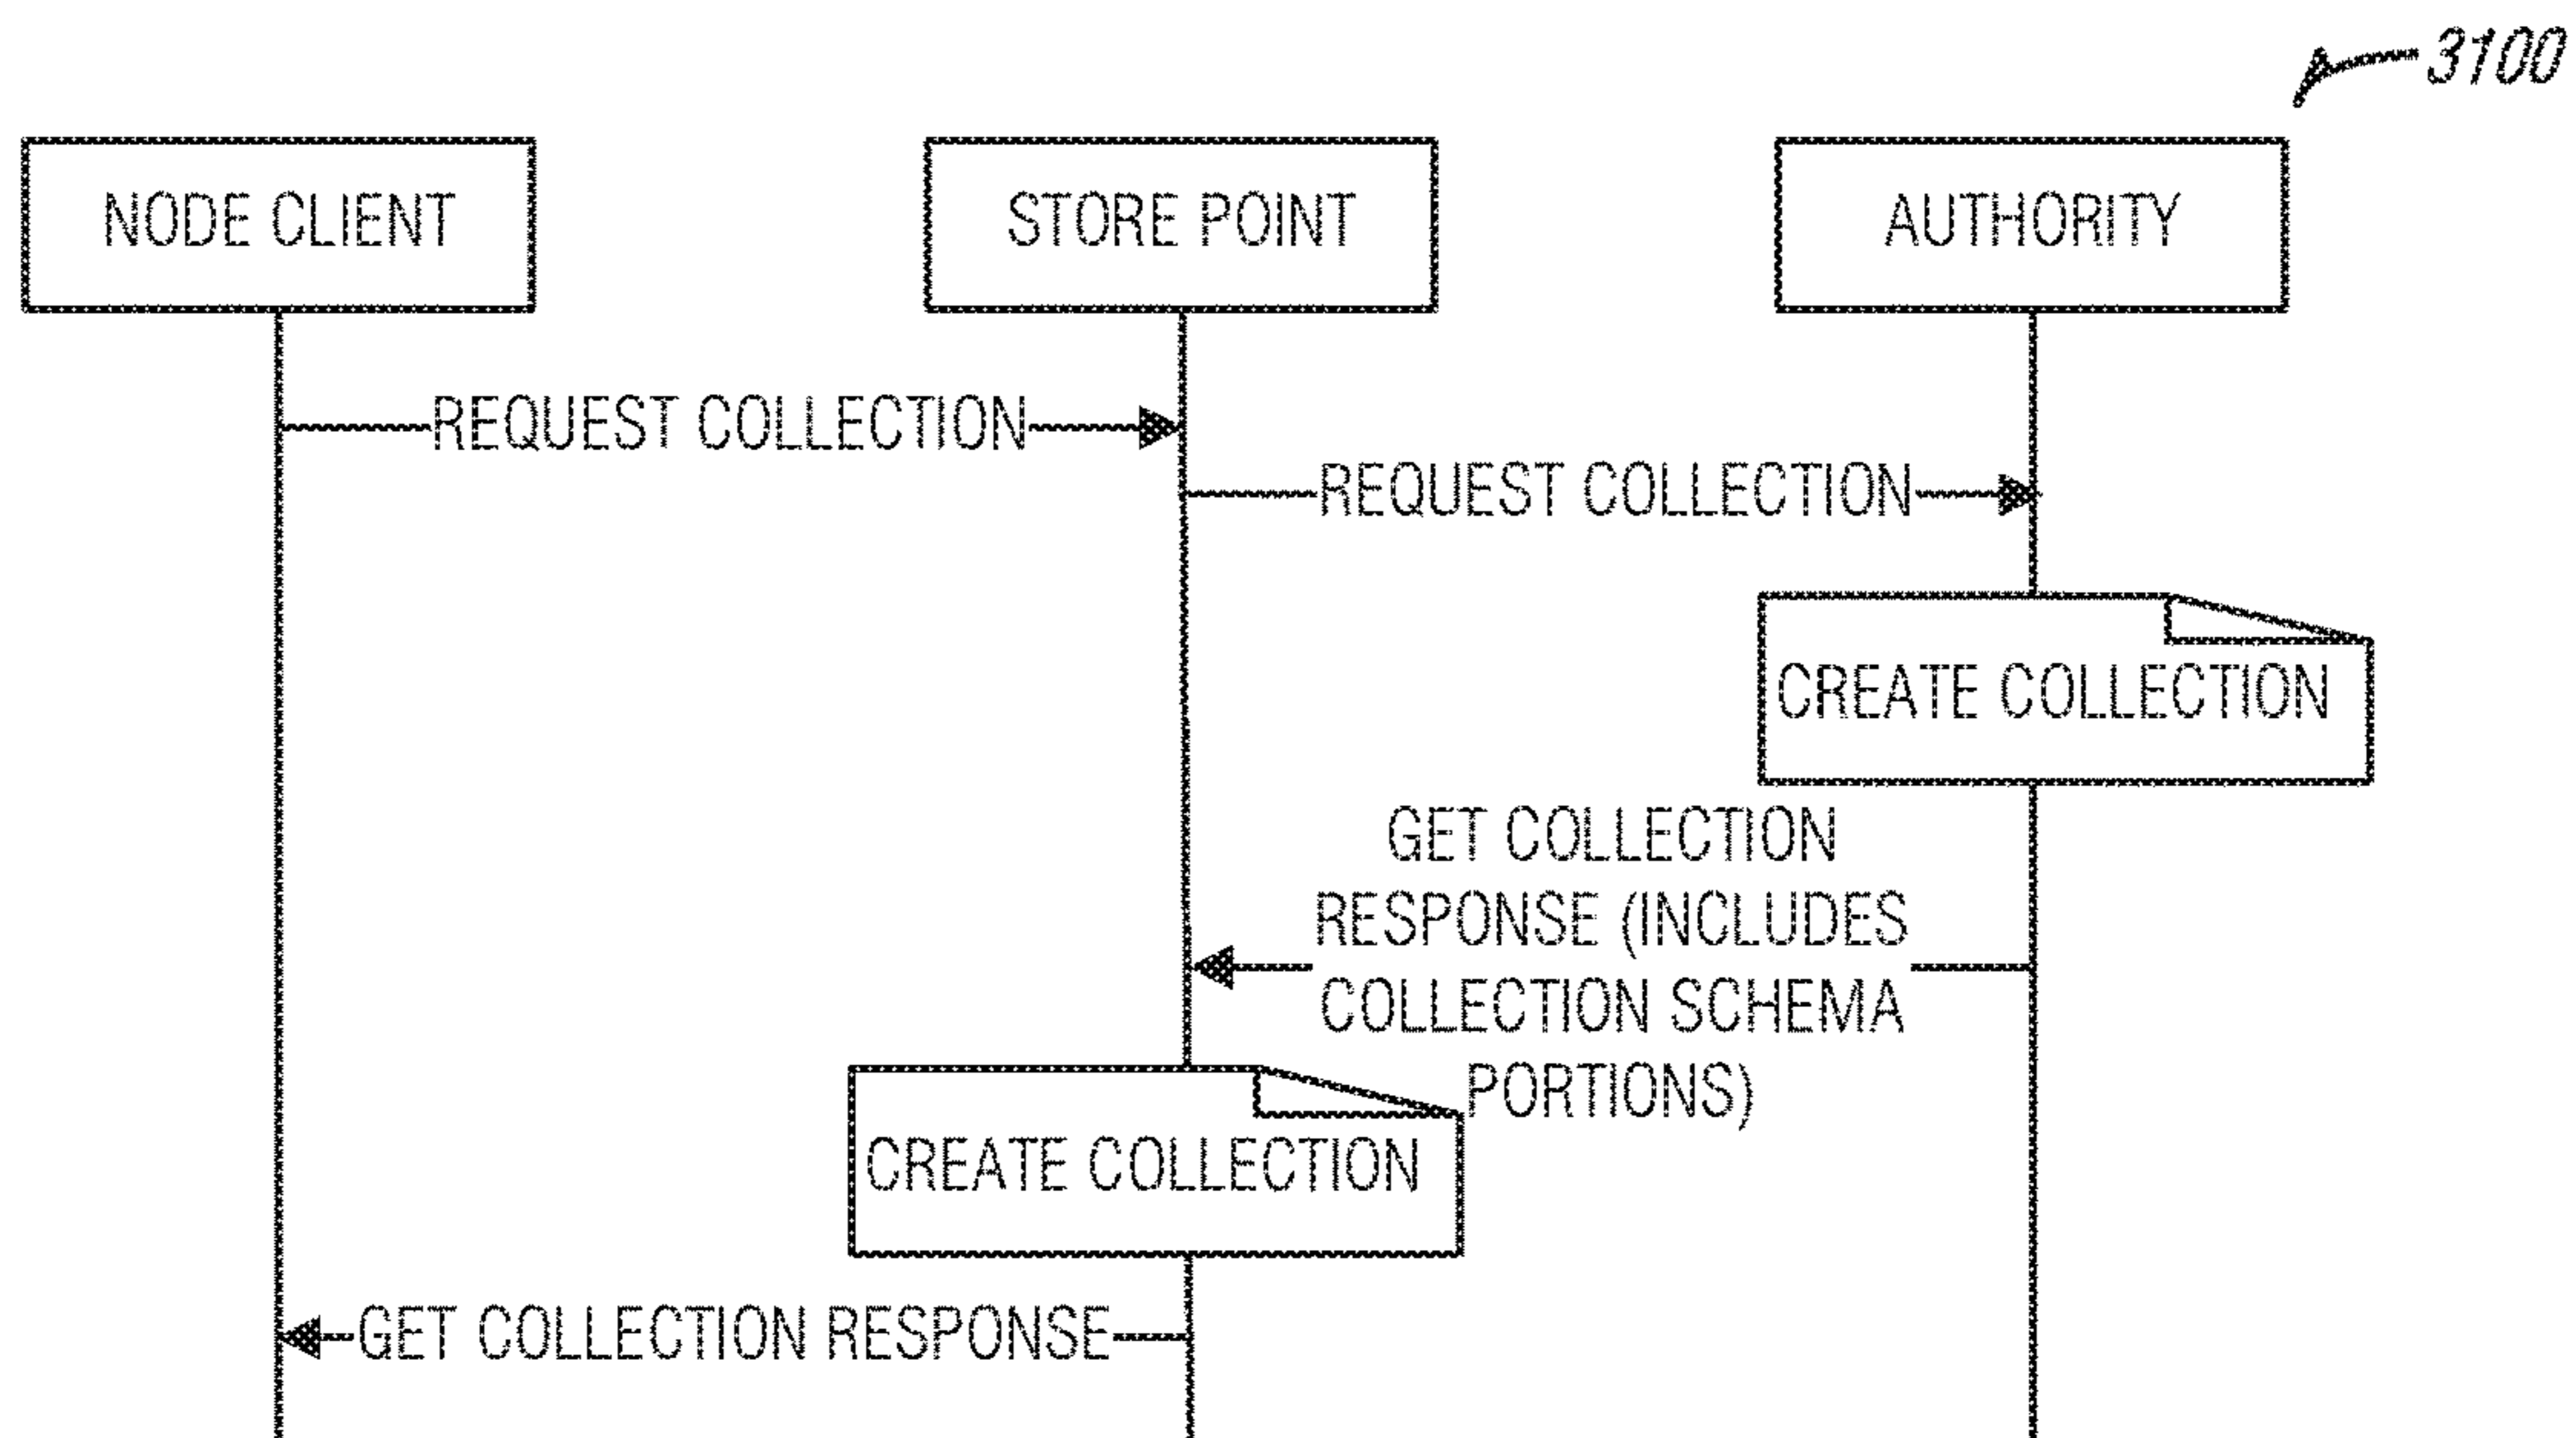 3100
NODE CLIENT
STORE POINT
AUTHORITY
REQUEST COLLECTION
REQUEST COLLECTION
CREATE COLLECTION
GET COLLECTION
RESPONSE (INCLUDES
COLLECTION SCHEMA
PORTIONS)
CREATE COLLECTION
GET COLLECTION RESPONSE